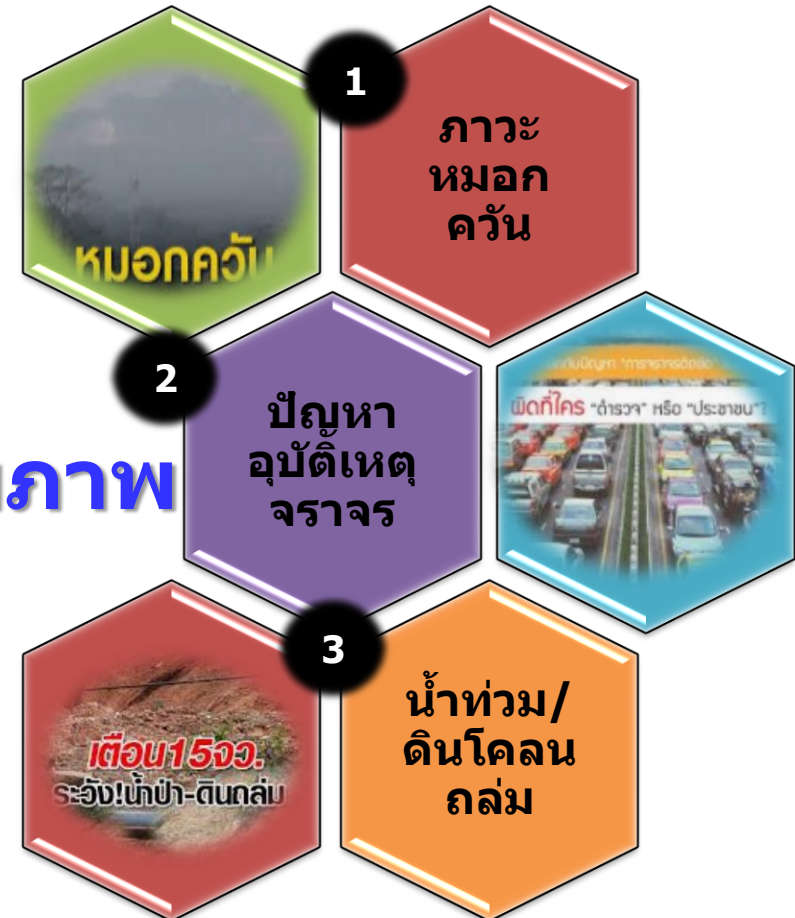 1
ภาวะ
หมอก
ควัน
หมอกควัน
2
ปัญหา
อุบัติเหตุ
จราจร
ภาพ
ผิดที่ใคร "ตำรวจ" หรือ "ประชาชน"?
3
น้ำท่วม/
ดินโคลน
ถล่ม
เตือน15จว.
ระวัง!น้ำป่า-ดินถล่ม